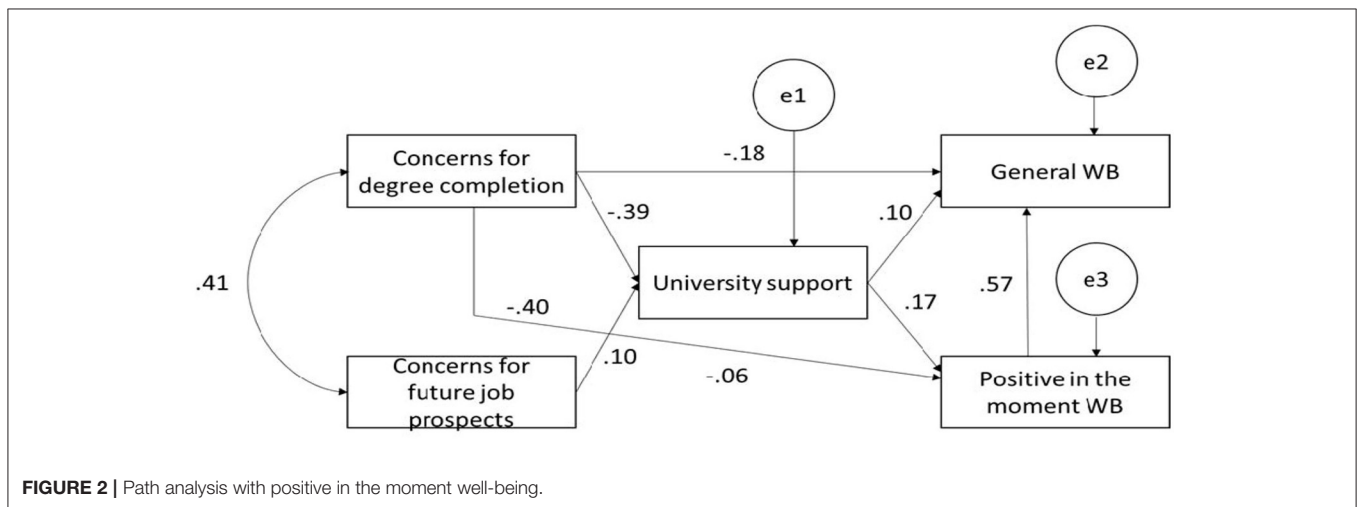 e2
e1
Concerns for
degree completion
-.18
General WB
-.39
.10
.41
University support
e3
-.40
.17
.57
.10
-.06
Concerns for
future job
prospects
Positive in the
moment WB
FIGURE 2 | Path analysis with positive in the moment well-being.